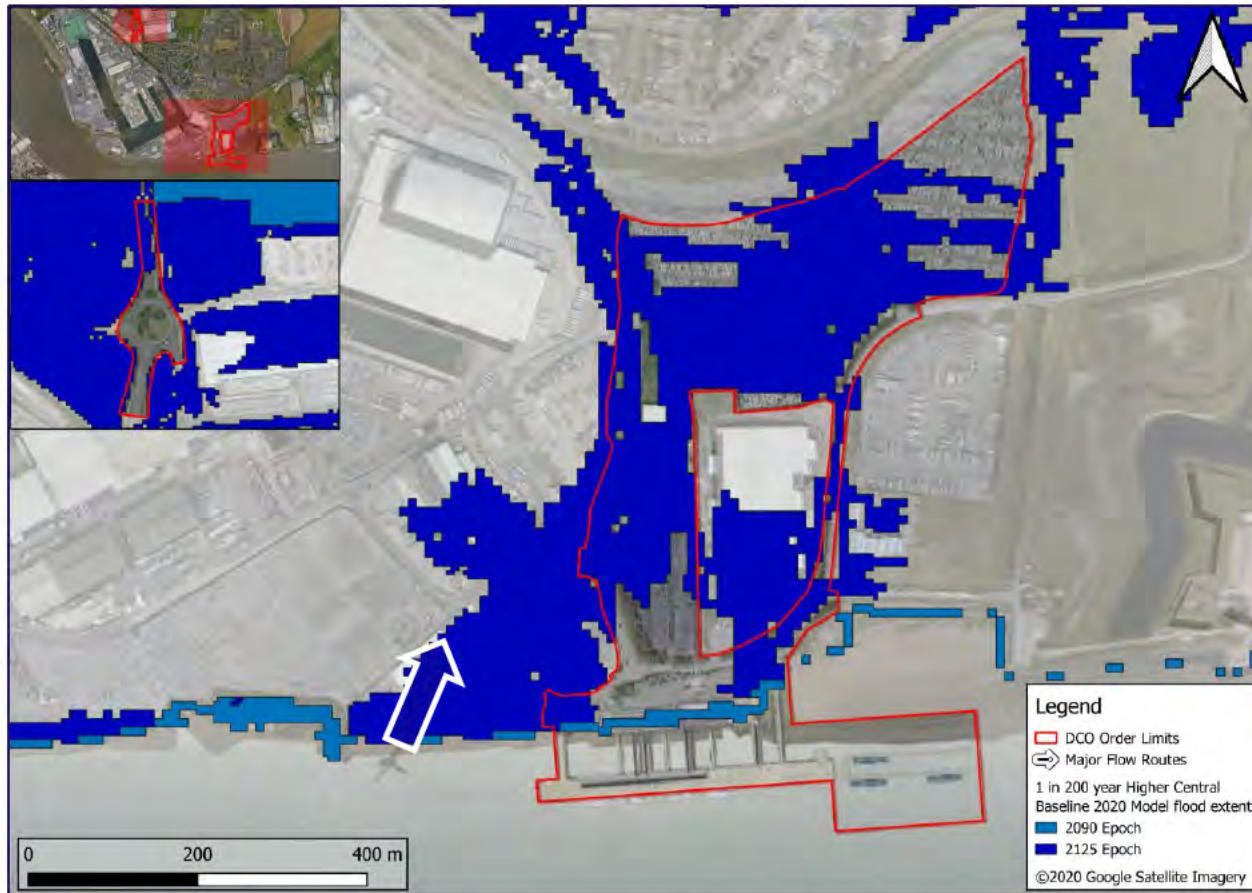 0 200 400 m
Legend
DCO Order Limits
Major Flow Routes
1 in 200 year Higher Central
Baseline 2020 Model flood extent
2090 Epoch
2125 Epoch
©2020 Google Satellite Imagery